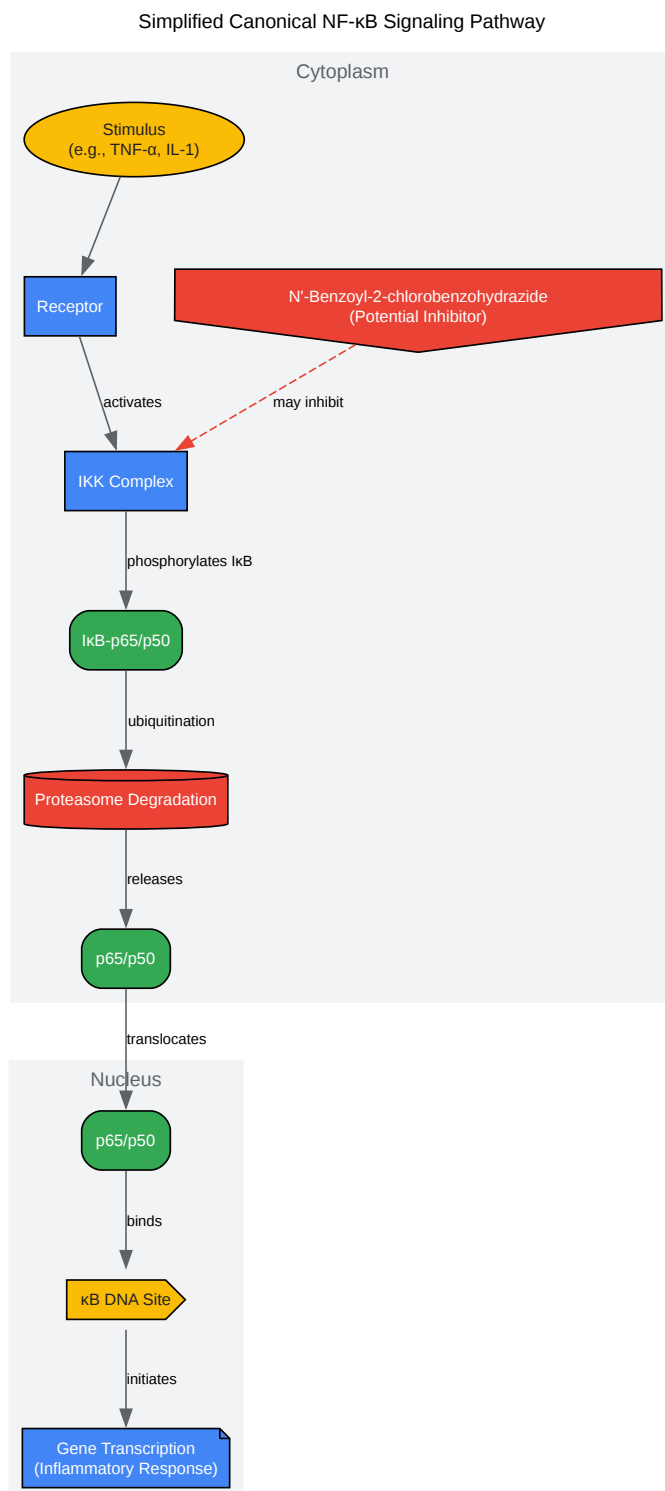 Simplified Canonical NF-κB Signaling Pathway
Cytoplasm
Stimulus
(e.g., TNF-α, IL-1)
Receptor
N'-Benzoyl-2-chlorobenzohydrazide
(Potential Inhibitor)
activates
may inhibit
IKK Complex
phosphorylates IκB
IκB-p65/p50
ubiquitination
Proteasome Degradation
releases
p65/p50
translocates
Nucleus
p65/p50
binds
κB DNA Site
initiates
Gene Transcription
(Inflammatory Response)